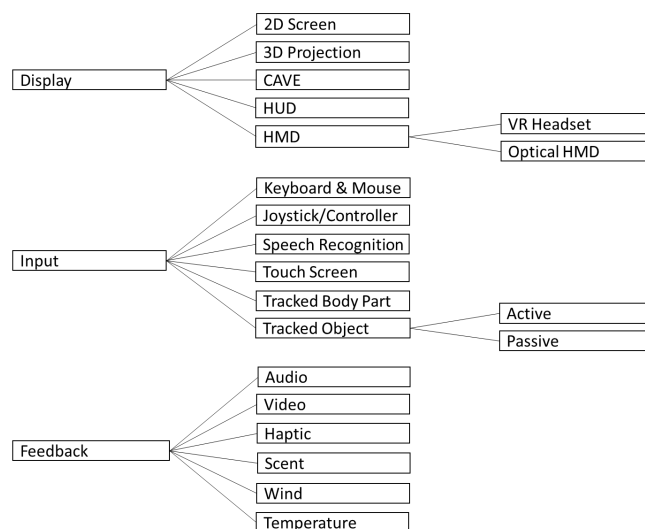 2D Screen
3D Projection
Display
CAVE
HUD
HMD
VR Headset
Optical HMD
Keyboard & Mouse
Joystick/Controller
Speech Recognition
Input
Touch Screen
Tracked Body Part
Tracked Object
Active
Passive
Audio
Video
Haptic
Feedback
Scent
Wind
Temperature